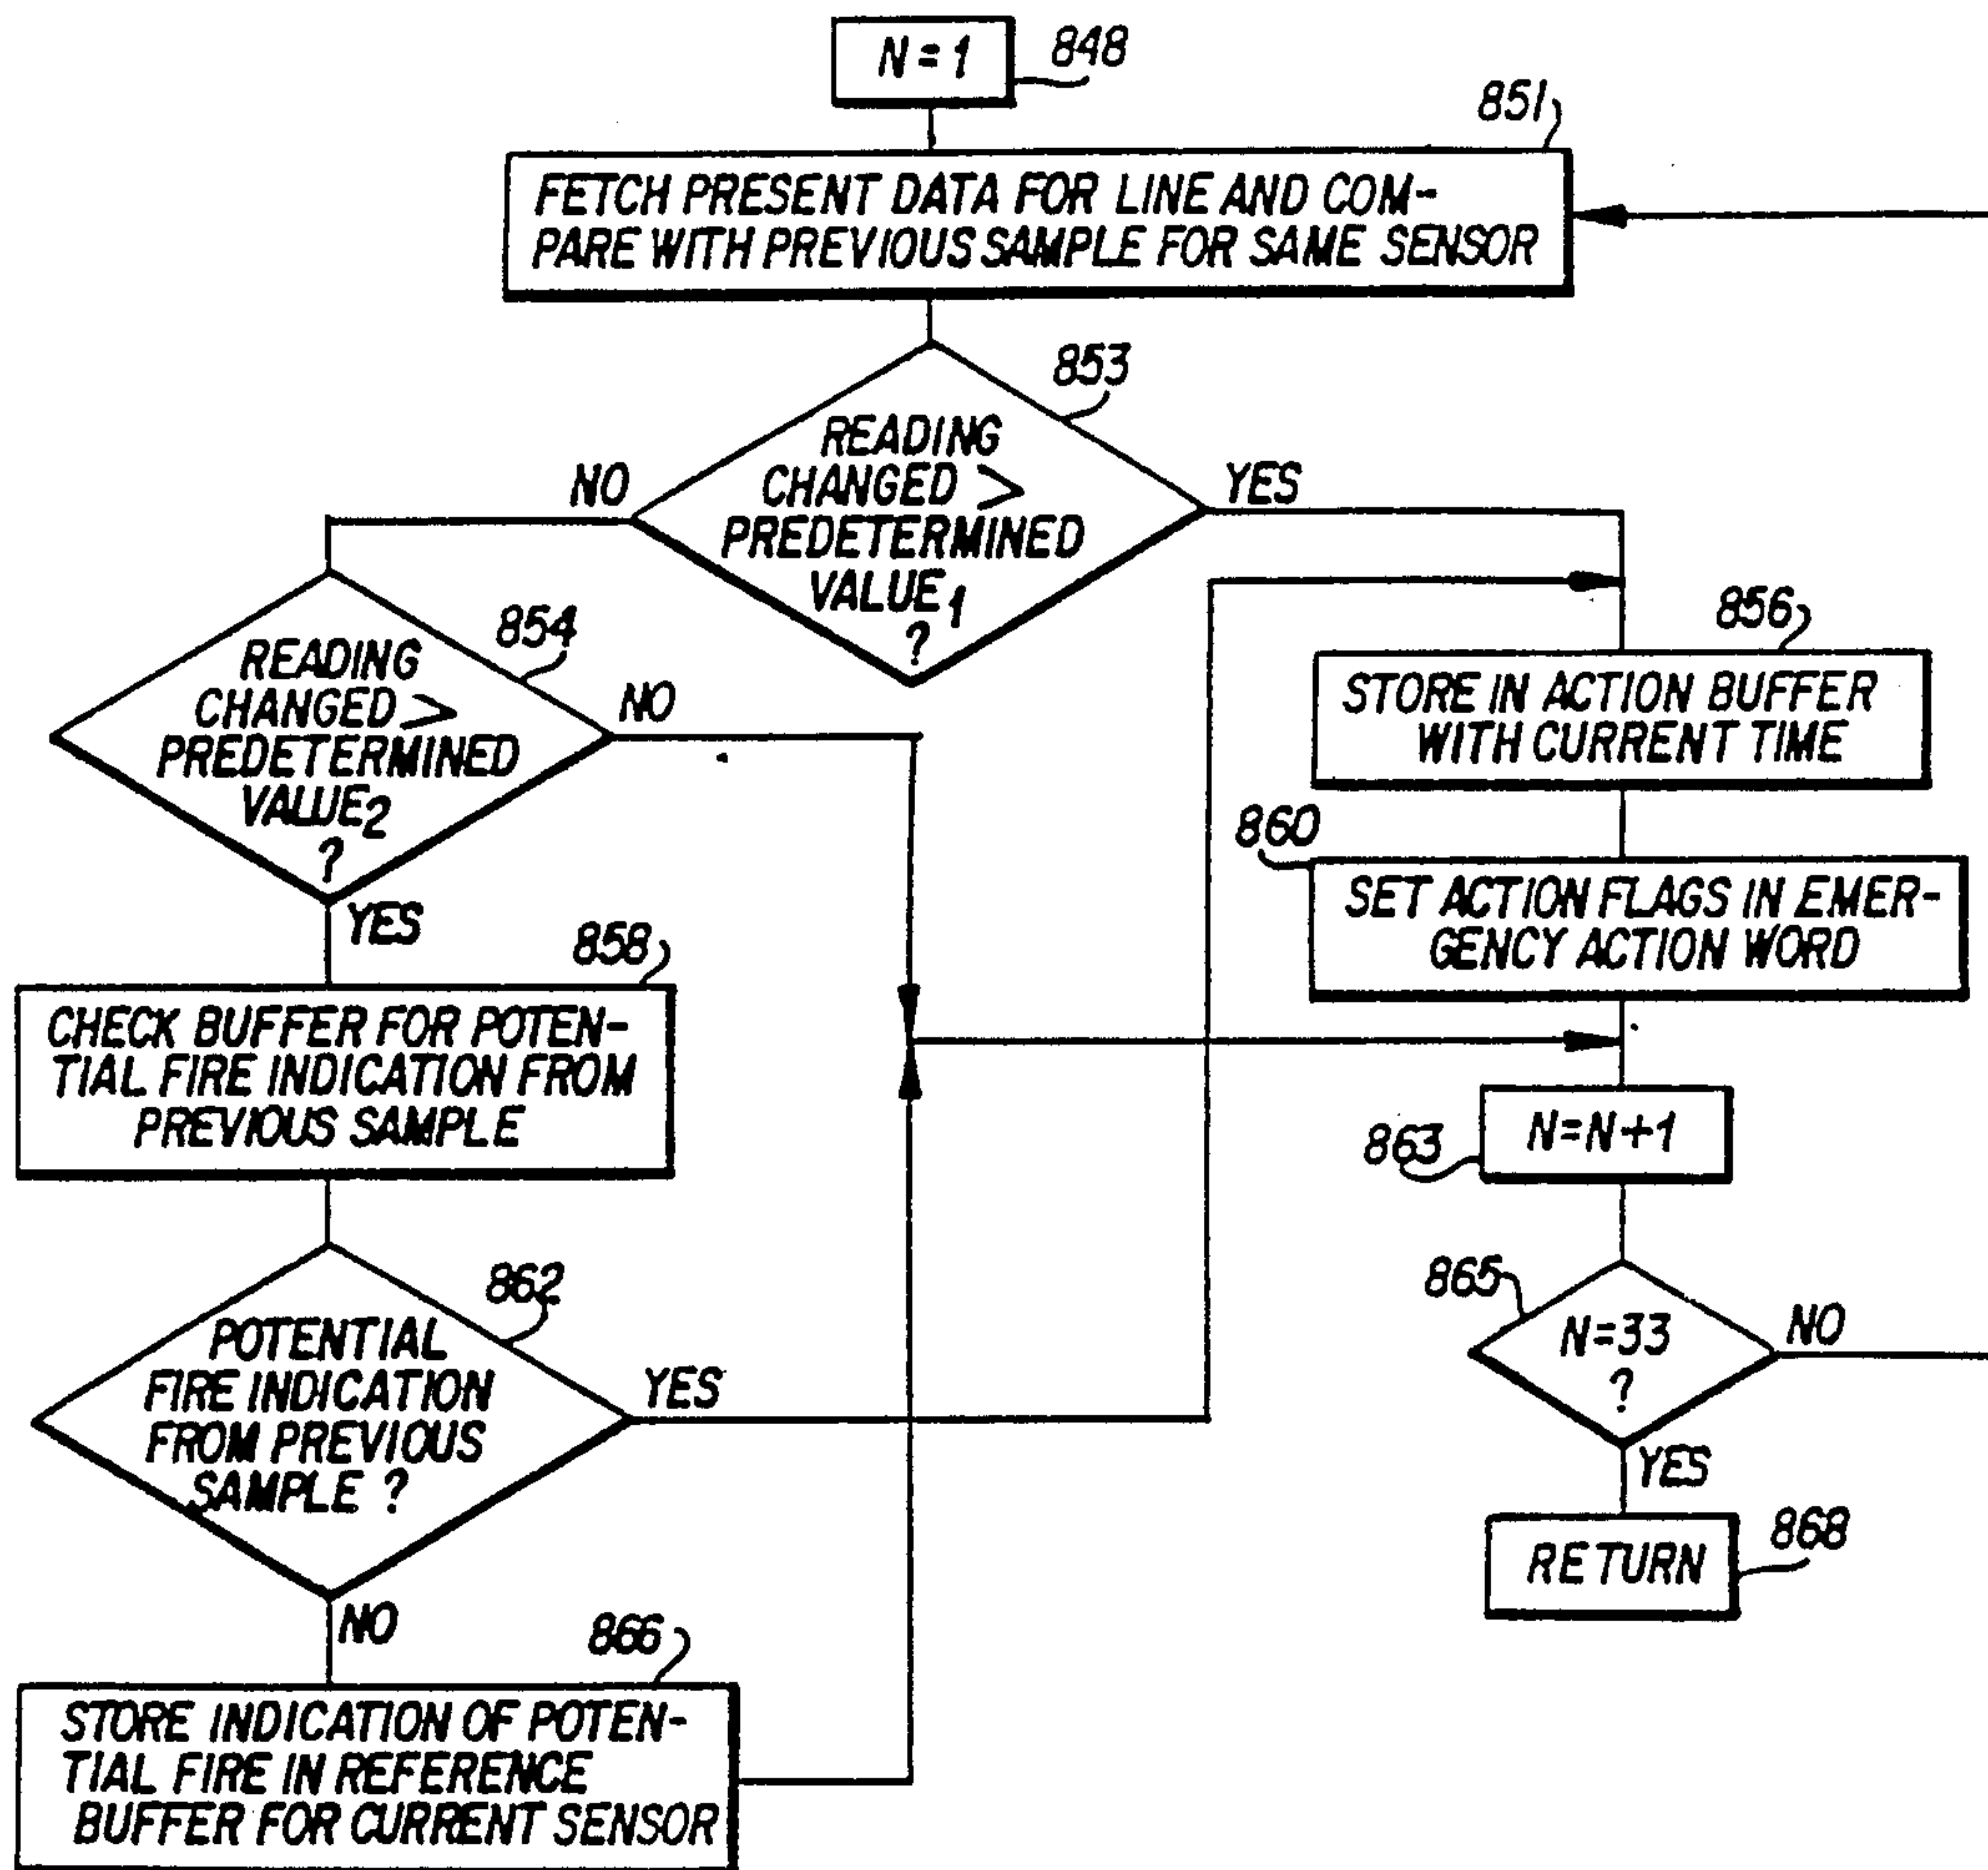 N=1
848
851
FETCH PRESENT DATA FOR LINE AND COM-
PARE WITH PREVIOUS SAMPLE FOR SAME SENSOR
853
READING
CHANGED >
PREDETERMINED
VALUE1
?
NO
YES
854
READING
CHANGED >
PREDETERMINED
VALUE2
?
NO
YES
856
STORE IN ACTION BUFFER
WITH CURRENT TIME
860
SET ACTION FLAGS IN EMER-
GENCY ACTION WORD
858
CHECK BUFFER FOR POTEN-
TIAL FIRE INDICATION FROM
PREVIOUS SAMPLE
863
N=N+1
862
POTENTIAL
FIRE INDICATION
FROM PREVIOUS
SAMPLE ?
YES
NO
865
N=33
?
NO
YES
RETURN
868
866
STORE INDICATION OF POTEN-
TIAL FIRE IN REFERENCE
BUFFER FOR CURRENT SENSOR